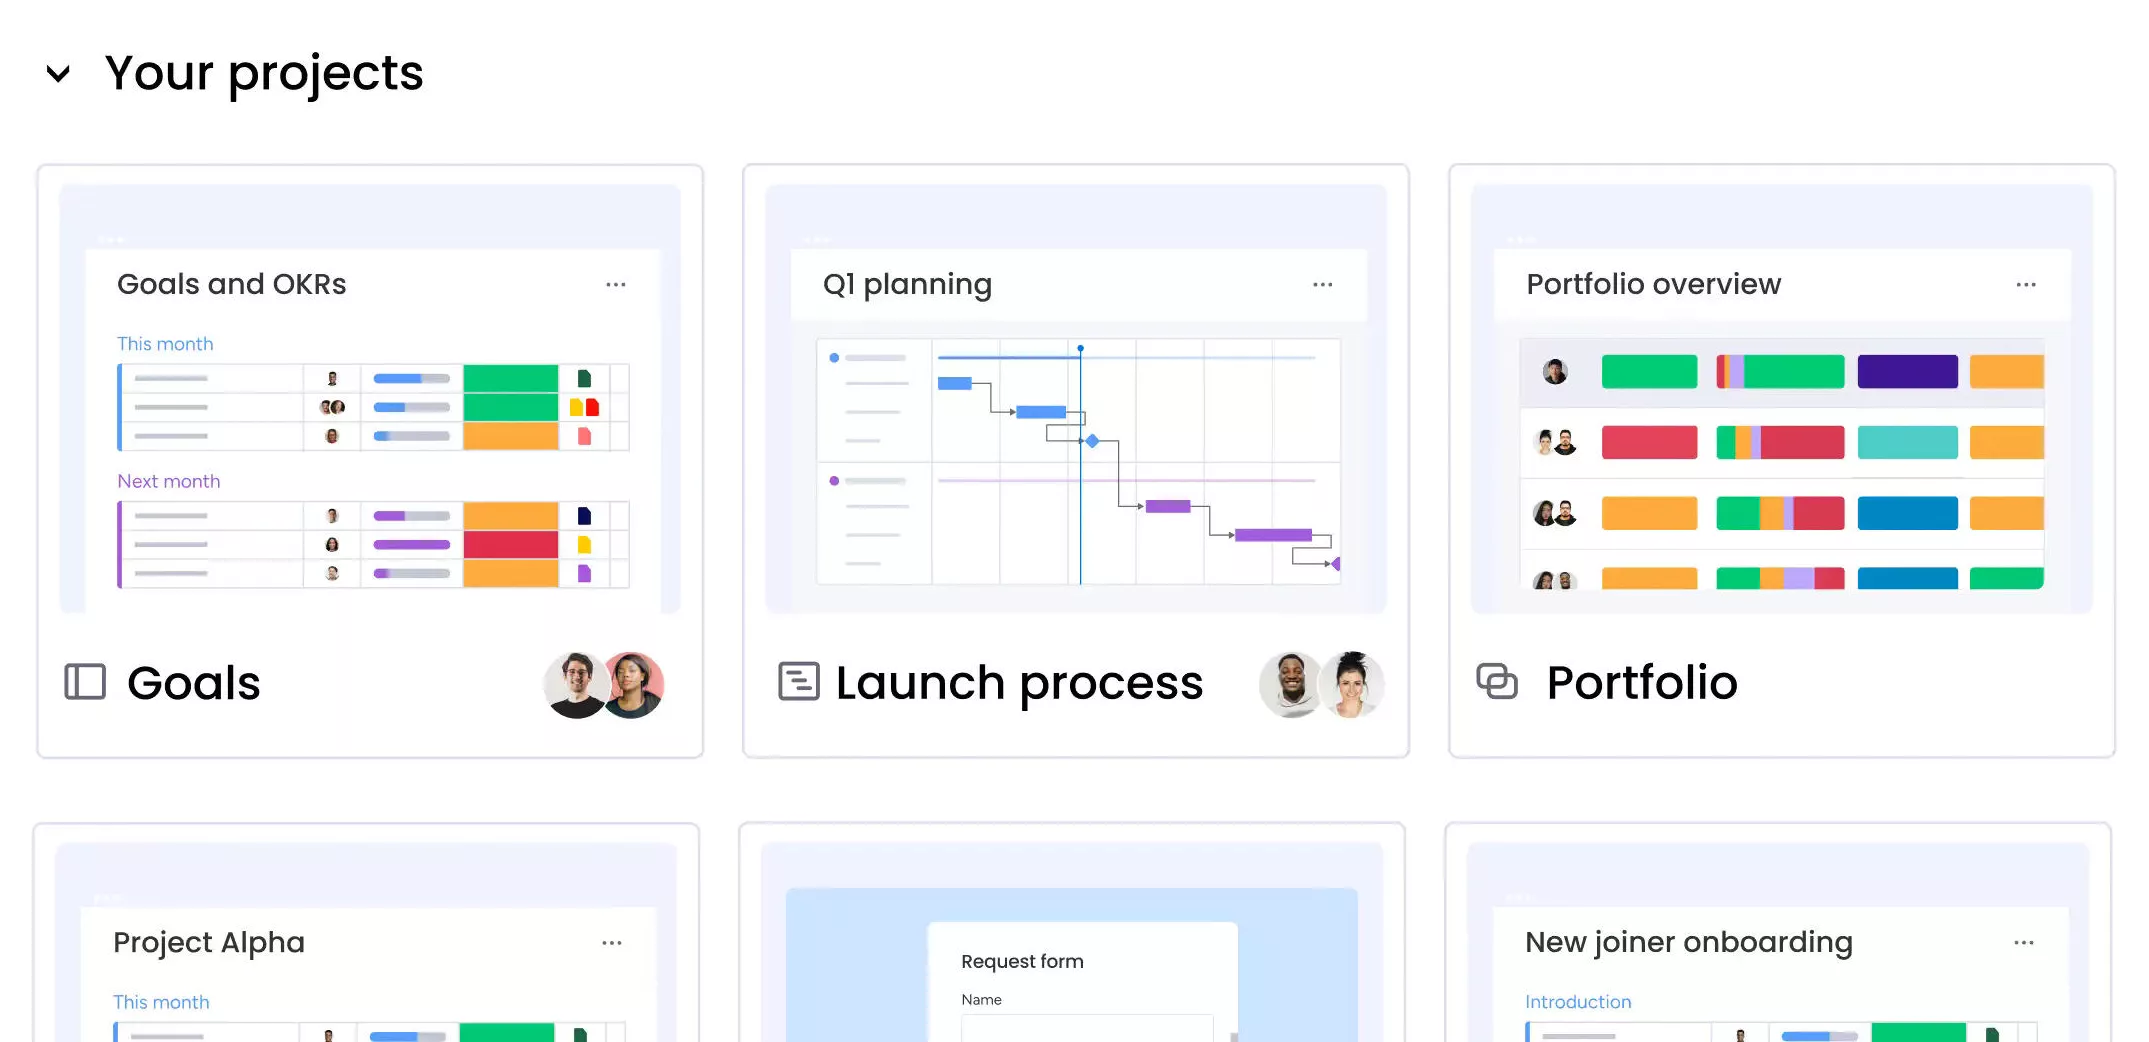 Your projects
Goals and OKRs
This month
Next month
Goals
Q1 planning
Launch process
Portfolio overview
Portfolio
Project Alpha
This month
Request form
Name
New joiner onboarding
Introduction